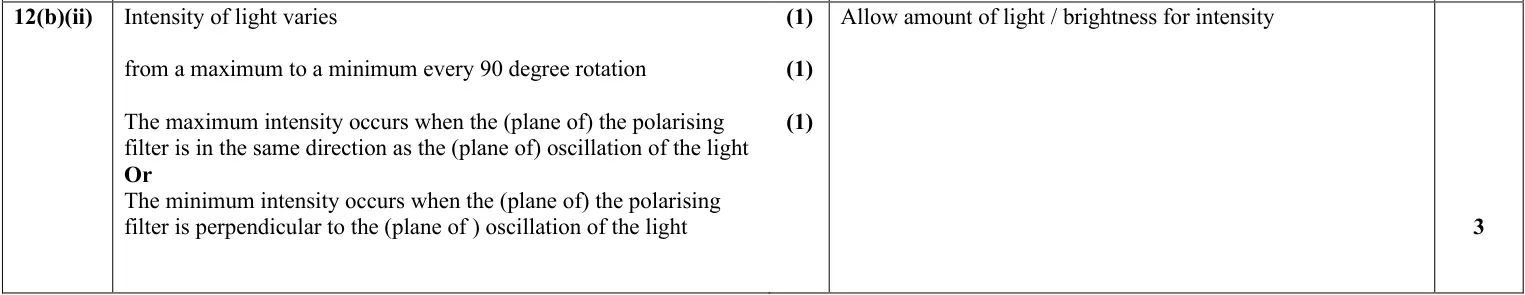 12(b)(ii) Intensity of light varies (1) Allow amount of light / brightness for intensity
from a maximum to a minimum every 90 degree rotation (1)
The maximum intensity occurs when the (plane of) the polarising (1)
filter is in the same direction as the (plane of) oscillation of the light
Or
The minimum intensity occurs when the (plane of) the polarising
filter is perpendicular to the (plane of ) oscillation of the light 3